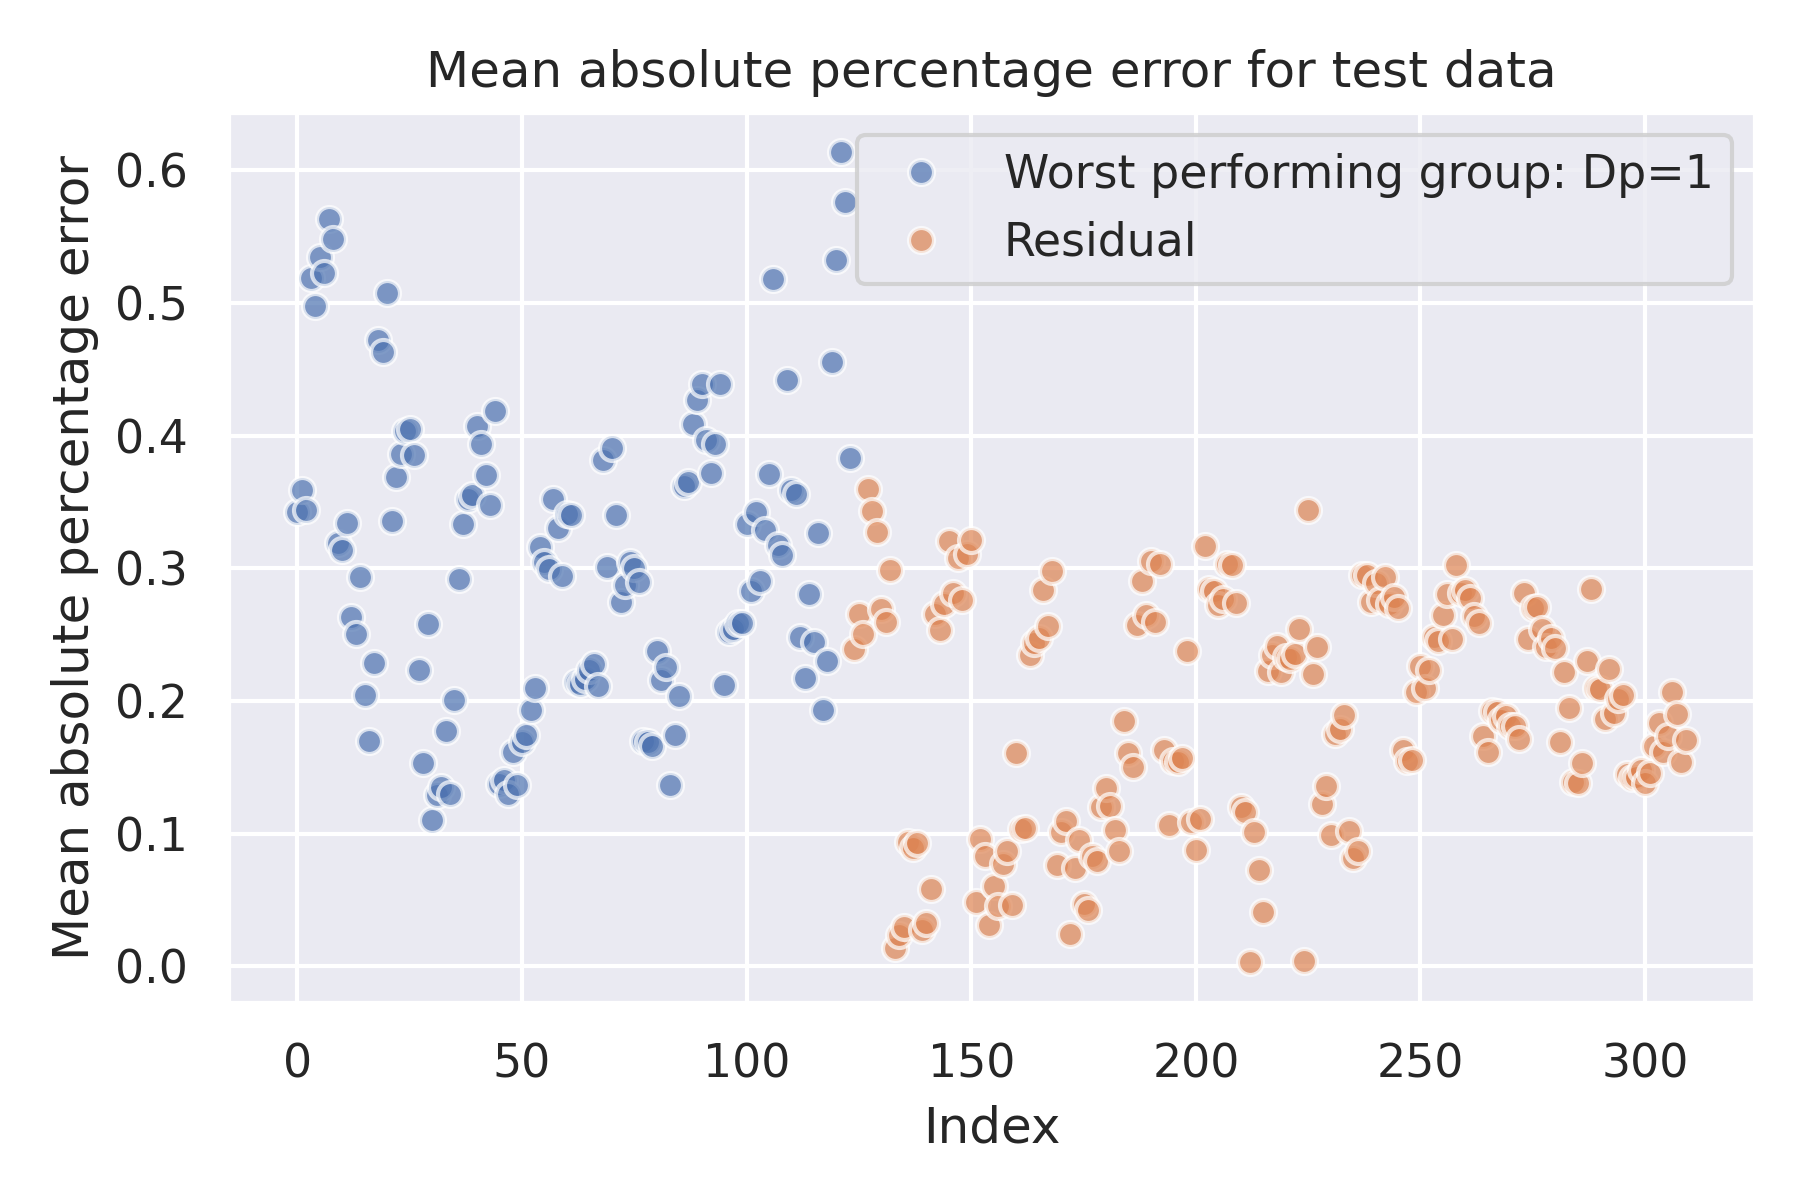 Mean absolute percentage error for test data
Mean absolute percentage error
0.6
0.5
0.4
0.3
0.2
0.1
0.0
Worst performing group: Dp=1
Residual
0 50 100 150 200 250 300
Index